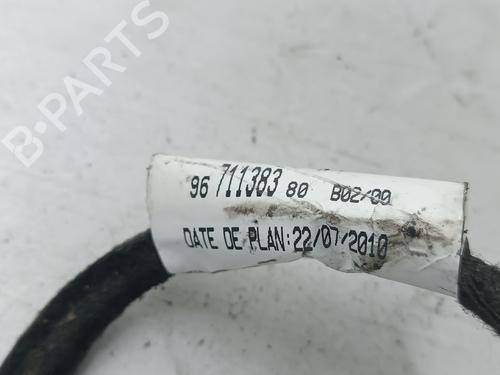 B-PARTS
96 711383 80 B02/00
DATE DE PLAN:22/07/2010